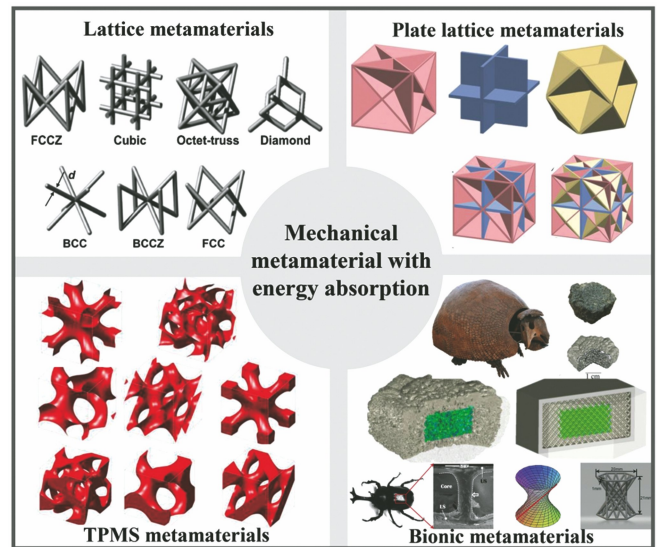 Lattice metamaterials
FCCZ
Cubic
Octet-truss
Diamond
d
BCC
BCCZ
FCC
Plate lattice metamaterials
Mechanical
metamaterial with
energy absorption
TPMS metamaterials
1 cm
Core
Bionic metamaterials